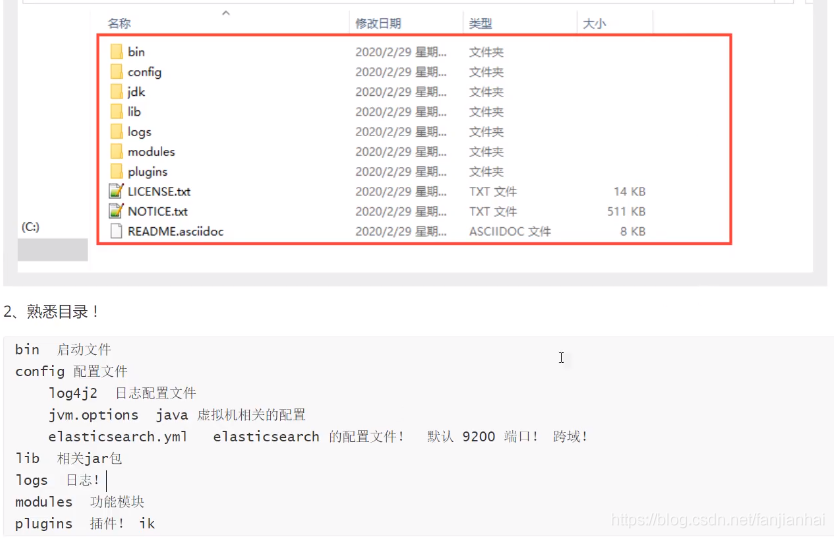 名称 修改日期 类型 大小
bin 2020/2/29 星期... 文件夹
config 2020/2/29 星期... 文件夹
jdk 2020/2/29 星期... 文件夹
lib 2020/2/29 星期... 文件夹
logs 2020/2/29 星期... 文件夹
modules 2020/2/29 星期... 文件夹
plugins 2020/2/29 星期... 文件夹
LICENSE.txt 2020/2/29 星期... TXT 文件 14 KB
NOTICE.txt 2020/2/29 星期... TXT 文件 511 KB
(C:)
README.asciidoc 2020/2/29 星期... ASCIIDOC 文件 8 KB
2、熟悉目录！
bin 启动文件
config 配置文件
log4j2 日志配置文件
jvm.options java 虚拟机相关的配置
elasticsearch.yml elasticsearch 的配置文件！ 默认 9200 端口！ 跨域！
lib 相关jar包
logs 日志！
modules 功能模块
plugins 插件！ ik
https://blog.csdn.net/fanjianhai